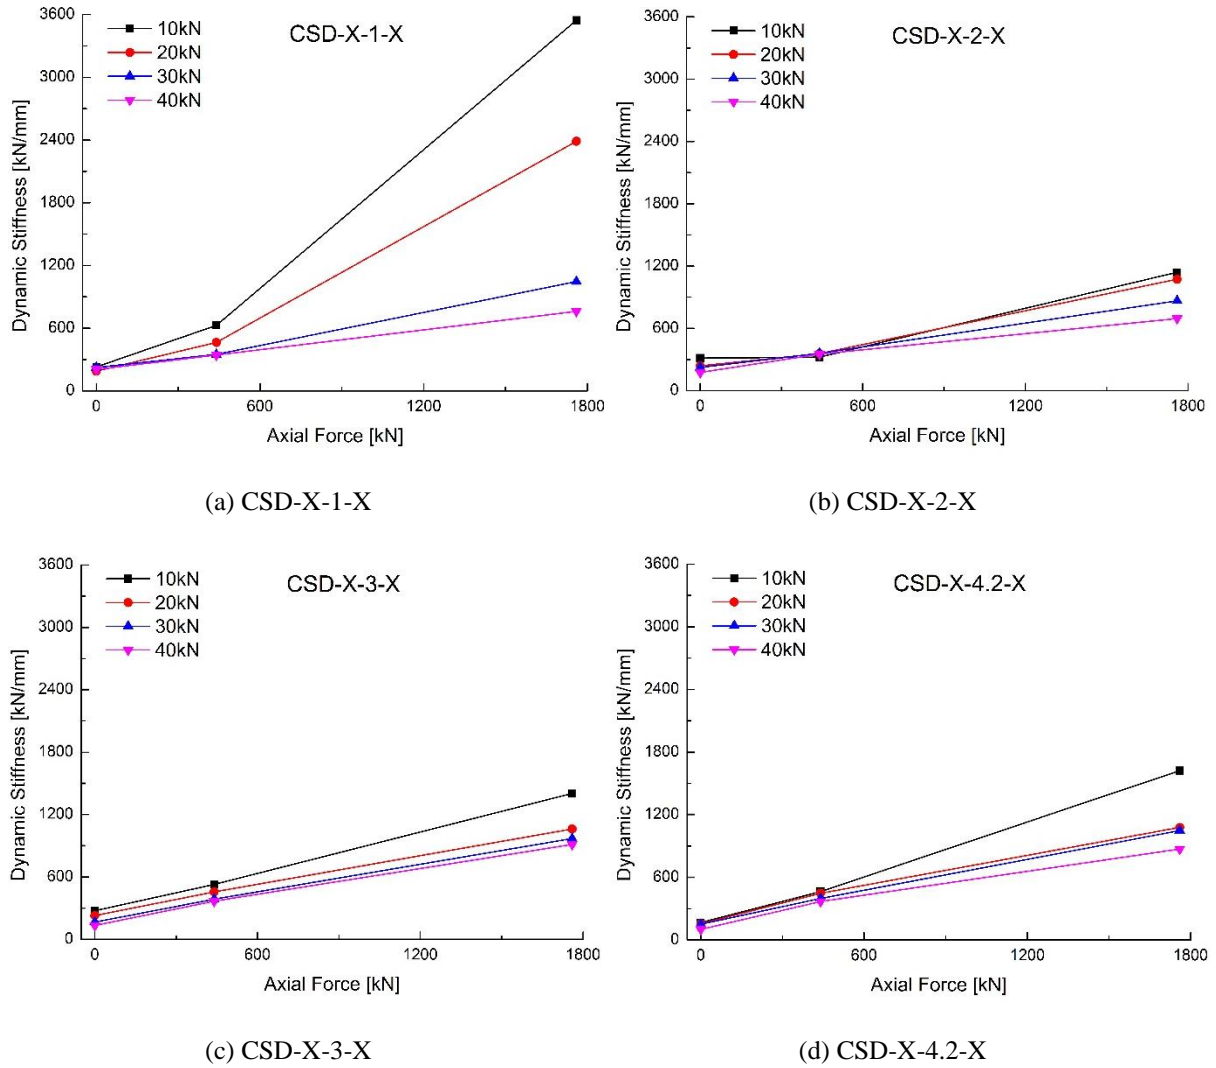 CSD-X-1-X
10kN
20kN
30kN
40kN
3600
3000
2400
1800
1200
600
0
Dynamic Stiffness [kN/mm]
0 600 1200 1800
Axial Force [kN]
(a) CSD-X-1-X
CSD-X-2-X
10kN
20kN
30kN
40kN
3600
3000
2400
1800
1200
600
0
Dynamic Stiffness [kN/mm]
0 600 1200 1800
Axial Force [kN]
(b) CSD-X-2-X
CSD-X-3-X
10kN
20kN
30kN
40kN
3600
3000
2400
1800
1200
600
0
Dynamic Stiffness [kN/mm]
0 600 1200 1800
Axial Force [kN]
(c) CSD-X-3-X
CSD-X-4.2-X
10kN
20kN
30kN
40kN
3600
3000
2400
1800
1200
600
0
Dynamic Stiffness [kN/mm]
0 600 1200 1800
Axial Force [kN]
(d) CSD-X-4.2-X